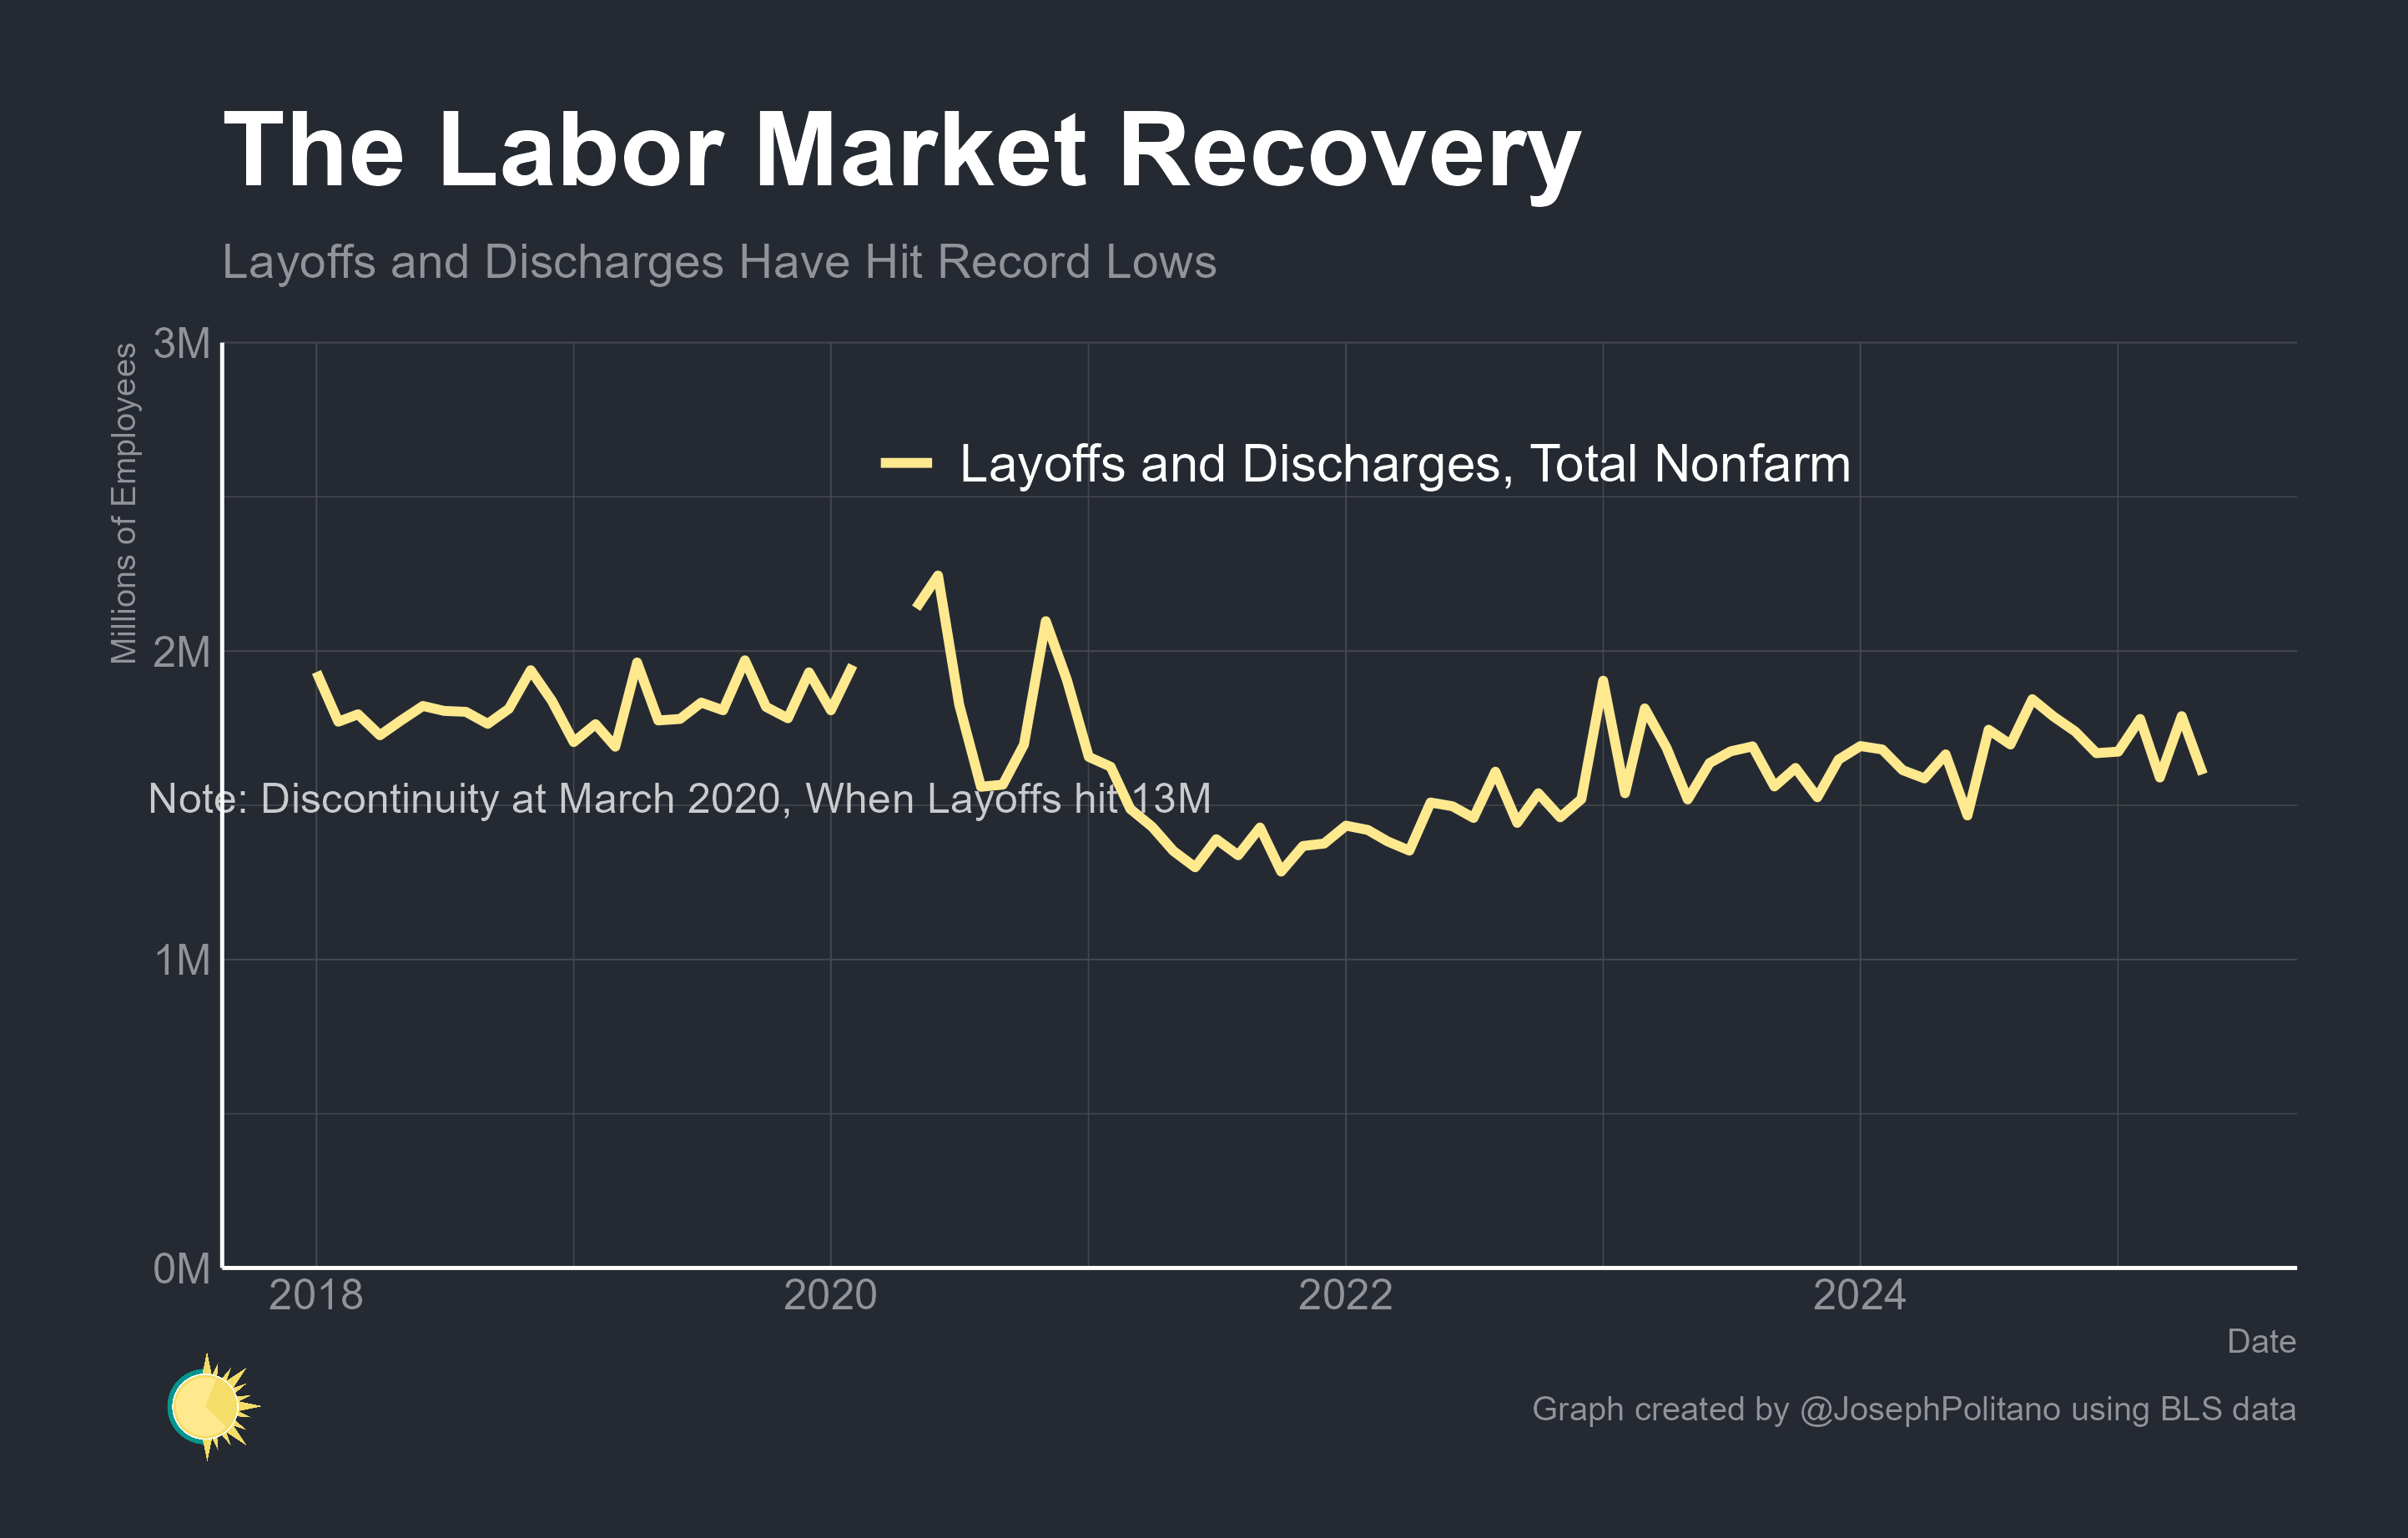 The Labor Market Recovery
Layoffs and Discharges Have Hit Record Lows
Millions of Employees
3M
Layoffs and Discharges, Total Nonfarm
2M
Note: Discontinuity at March 2020, When Layoffs hit 13M
1M
0M
2018 2020 2022 2024
Date
Graph created by @JosephPolitano using BLS data